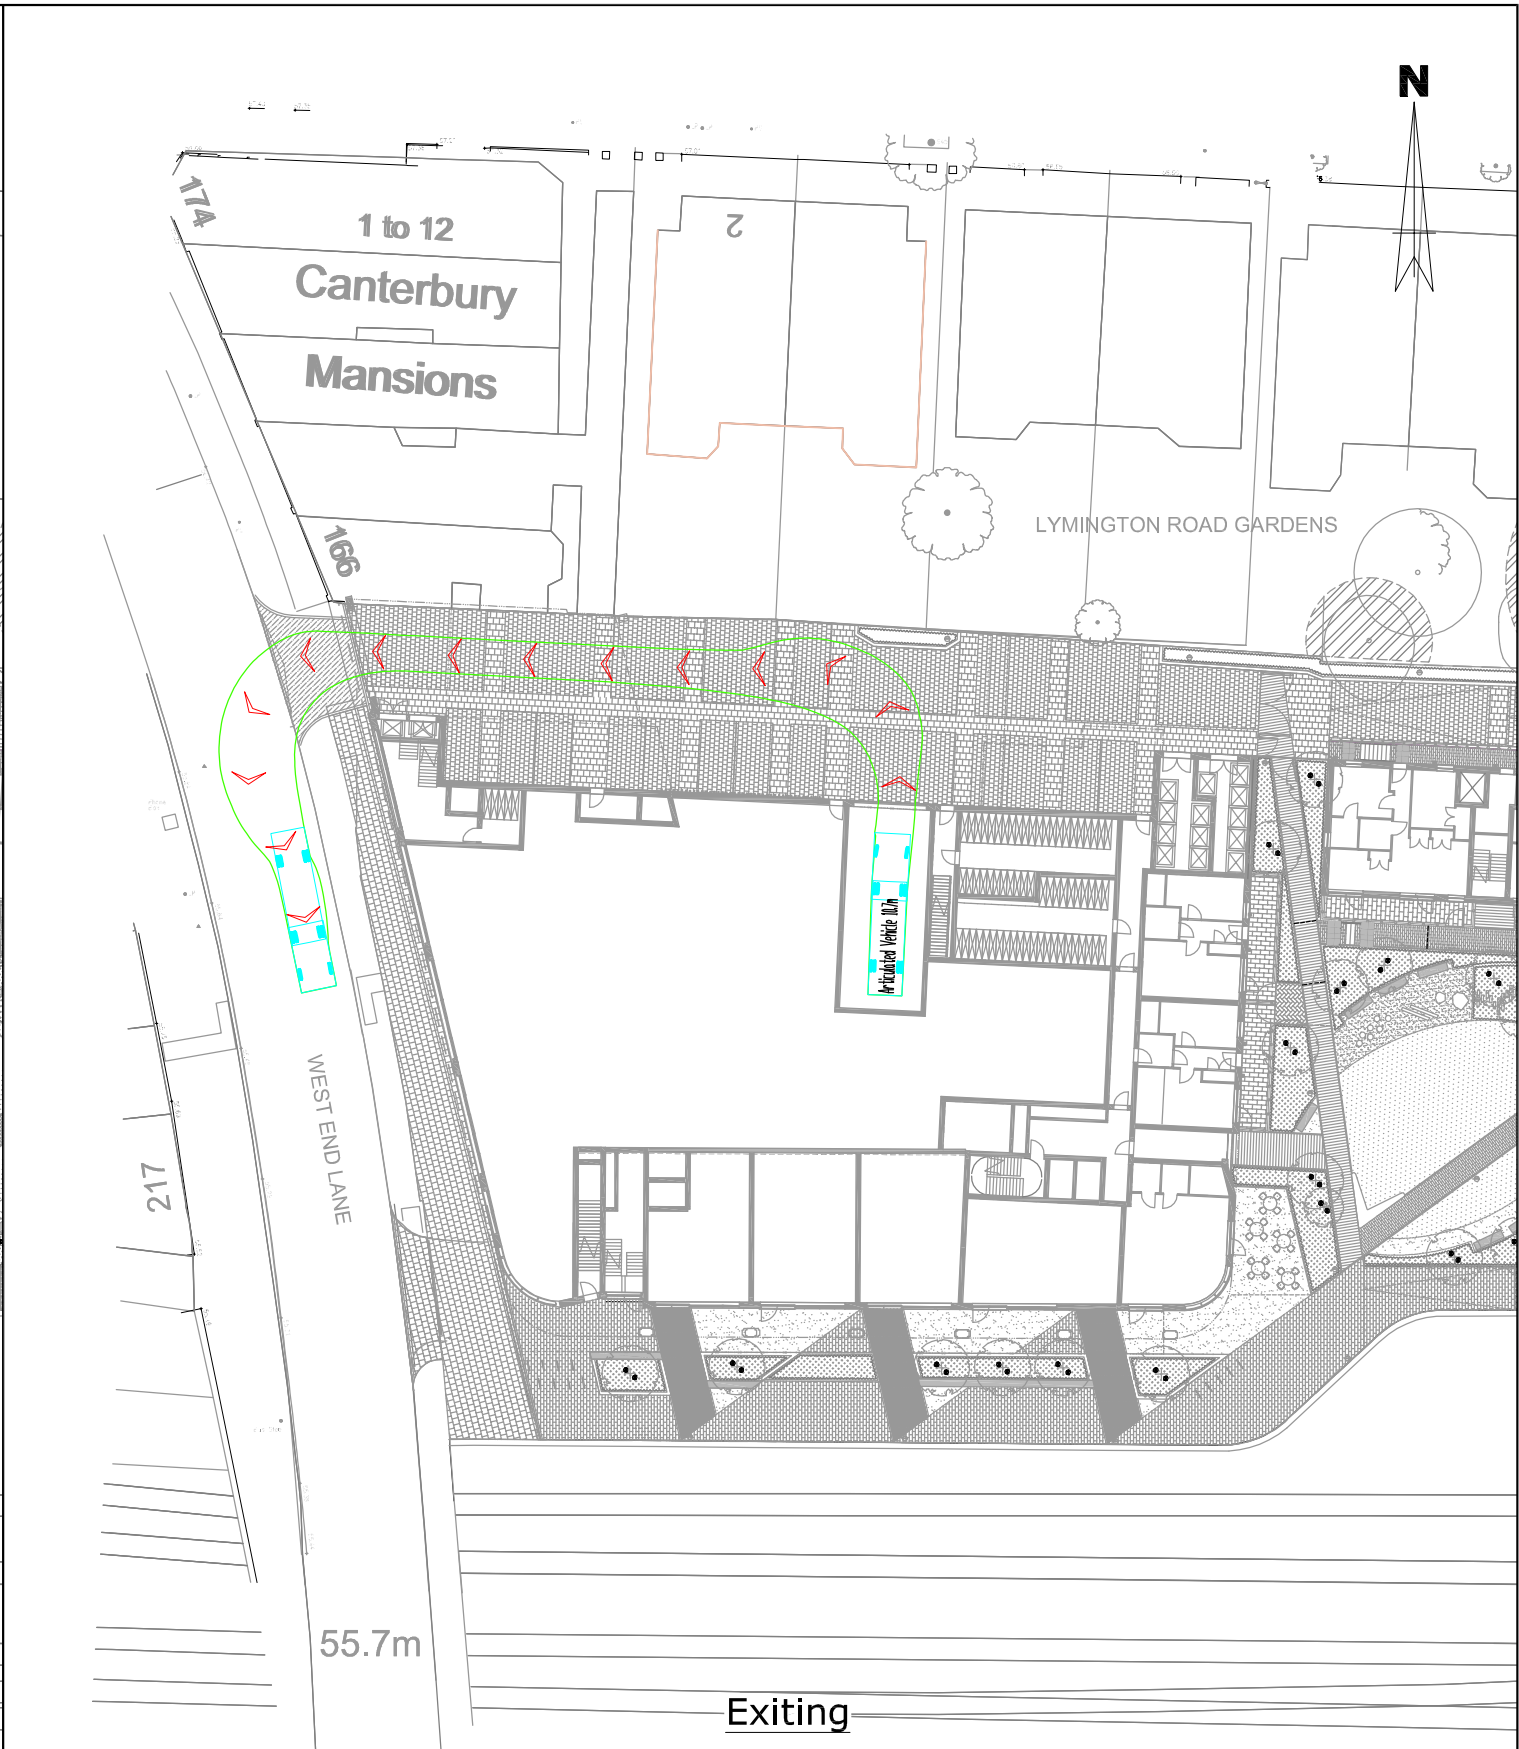 N
174
1 to 12
Canterbury
Mansions
2
166
LYMINGTON ROAD GARDENS
Articulated Vehicle 10.7m
WEST END LANE
217
55.7m
Exiting